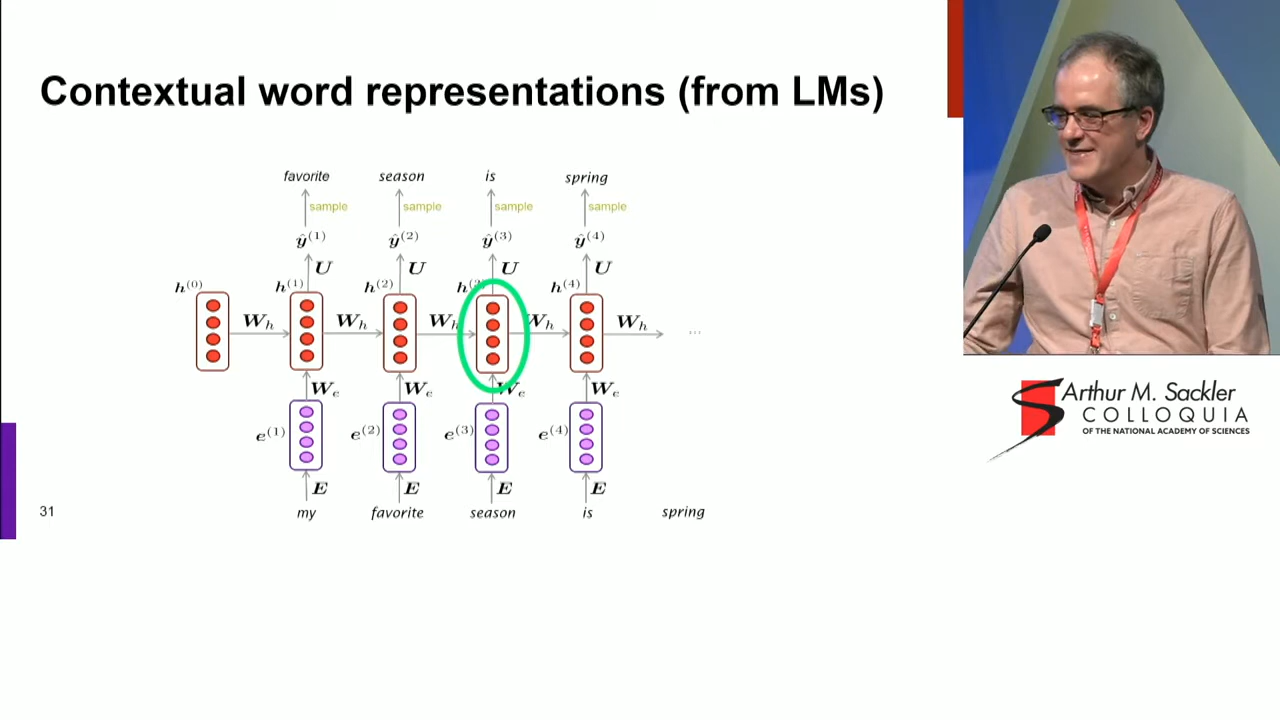 Contextual word representations (from LMs)
favorite season is spring
sample sample sample sample
ŷ(1) ŷ(2) ŷ(3) ŷ(4)
U U U U
h(0) h(1) h(2) h(4)
Wh Wh Wh Wh Wh ...
We We We We
e(1) e(2) e(3) e(4)
E E E E
my favorite season is spring
31
Arthur M. Sackler
COLLOQUIA
OF THE NATIONAL ACADEMY OF SCIENCES